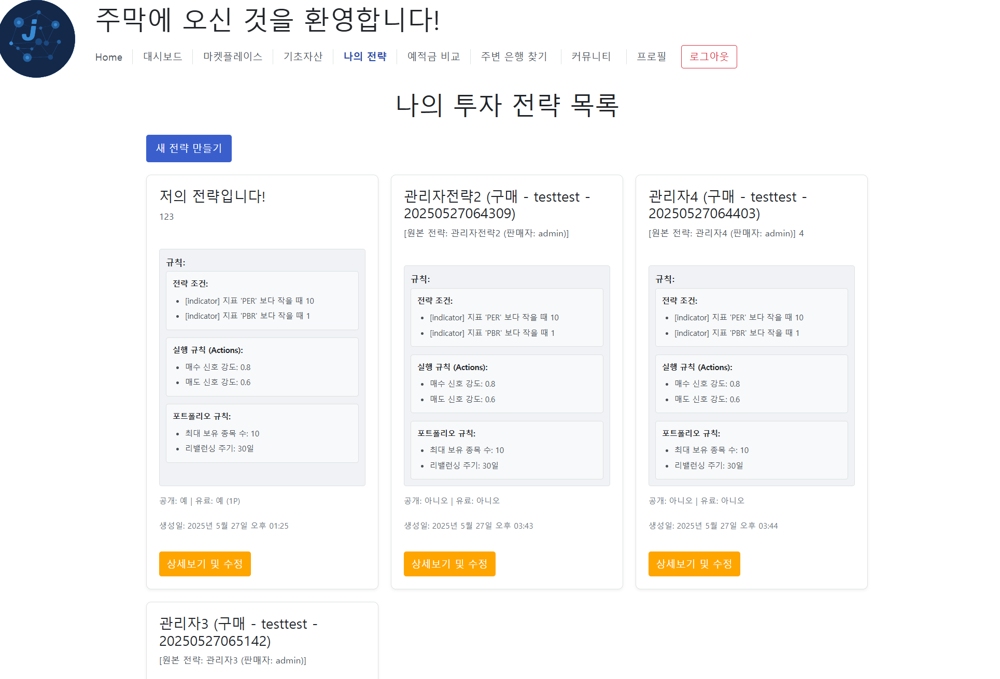 J
주막에 오신 것을 환영합니다!
Home 대시보드 마켓플레이스 기초자산 나의 전략 예적금 비교 주변 은행 찾기 커뮤니티 프로필 로그아웃
나의 투자 전략 목록
새 전략 만들기
저의 전략입니다!
123
규칙:
전략 조건:
[indicator] 지표 'PER' 보다 작을 때 10
[indicator] 지표 'PBR' 보다 작을 때 1
실행 규칙 (Actions):
매수 신호 강도: 0.8
매도 신호 강도: 0.6
포트폴리오 규칙:
최대 보유 종목 수: 10
리밸런싱 주기: 30일
공개: 예 | 유료: 예 (1P)
생성일: 2025년 5월 27일 오후 01:25
상세보기 및 수정
관리자전략2 (구매 - testtest -
20250527064309)
[원본 전략: 관리자전략2 (판매자: admin)]
규칙:
전략 조건:
[indicator] 지표 'PER' 보다 작을 때 10
[indicator] 지표 'PBR' 보다 작을 때 1
실행 규칙 (Actions):
매수 신호 강도: 0.8
매도 신호 강도: 0.6
포트폴리오 규칙:
최대 보유 종목 수: 10
리밸런싱 주기: 30일
공개: 아니오 | 유료: 아니오
생성일: 2025년 5월 27일 오후 03:43
상세보기 및 수정
관리자4 (구매 - testtest -
20250527064403)
[원본 전략: 관리자4 (판매자: admin)] 4
규칙:
전략 조건:
[indicator] 지표 'PER' 보다 작을 때 10
[indicator] 지표 'PBR' 보다 작을 때 1
실행 규칙 (Actions):
매수 신호 강도: 0.8
매도 신호 강도: 0.6
포트폴리오 규칙:
최대 보유 종목 수: 10
리밸런싱 주기: 30일
공개: 아니오 | 유료: 아니오
생성일: 2025년 5월 27일 오후 03:44
상세보기 및 수정
관리자3 (구매 - testtest -
20250527065142)
[원본 전략: 관리자3 (판매자: admin)]